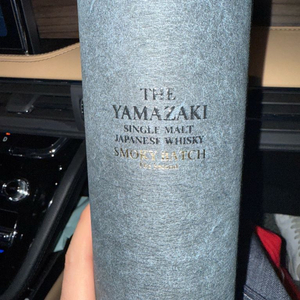 THE
YAMAZAKI
SINGLE MALT
JAPANESE WHISKY
SMOKY BATCH